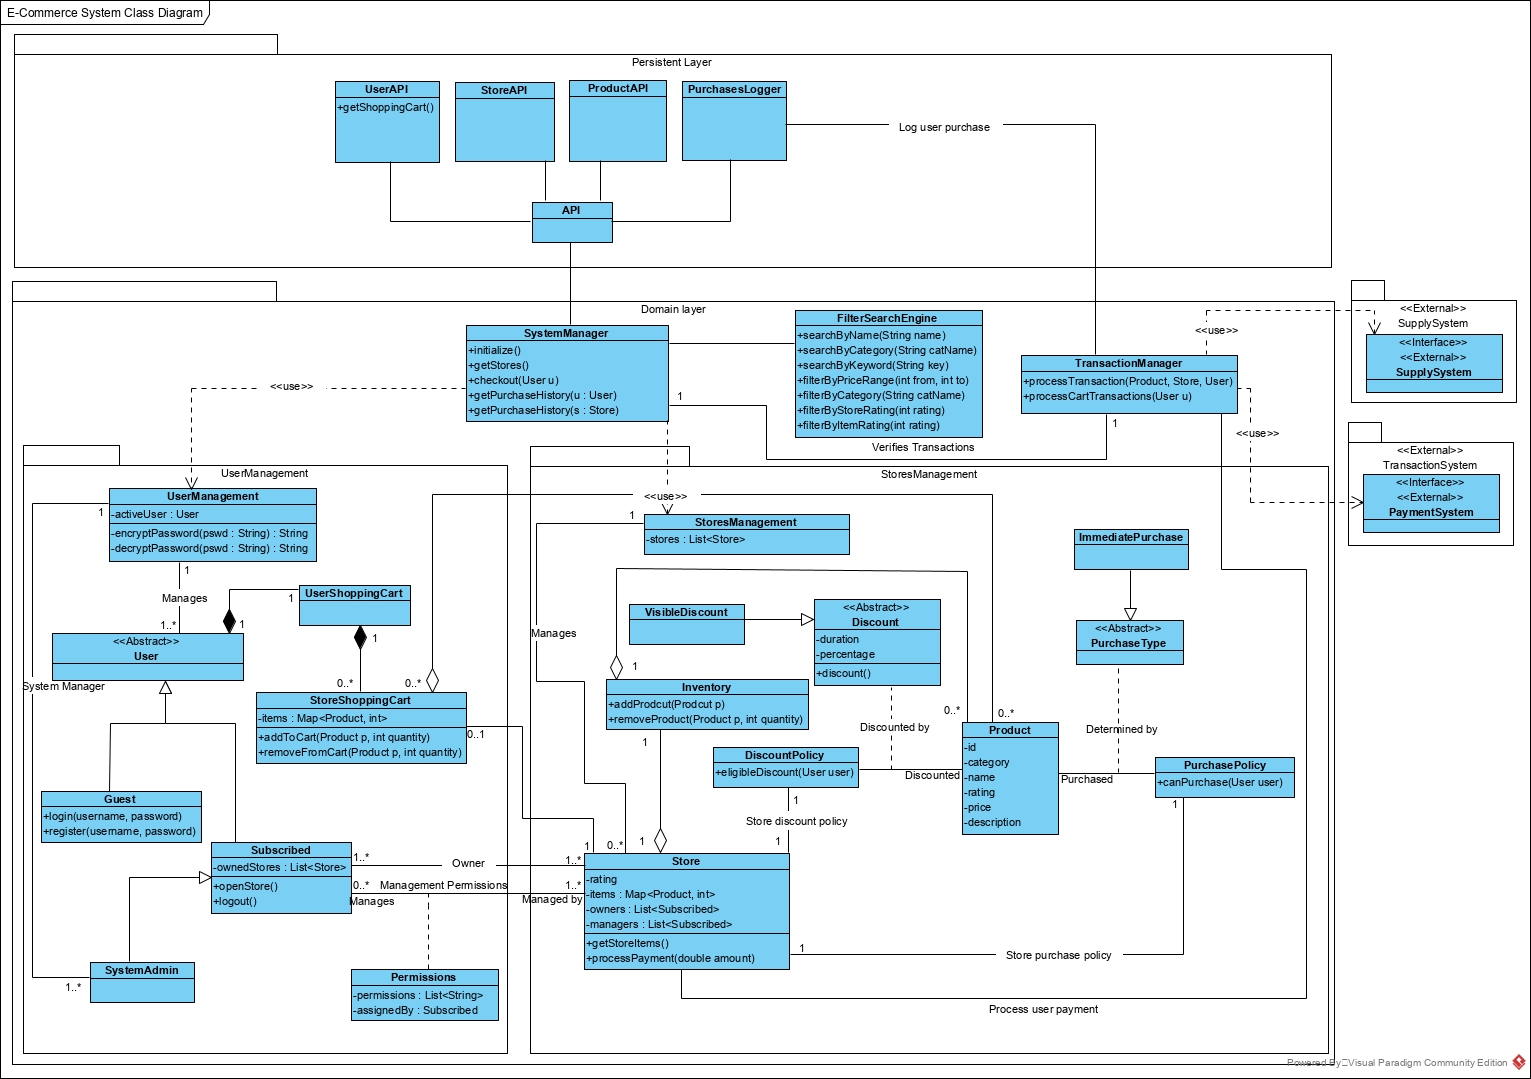 E-Commerce System Class Diagram
Persistent Layer
UserAPI
+getShoppingCart()
StoreAPI
ProductAPI
PurchasesLogger
Log user purchase
API
Domain layer
SystemManager
+initialize()
+getStores()
+checkout(User u)
+getPurchaseHistory(u : User)
+getPurchaseHistory(s : Store)
FilterSearchEngine
+searchByName(String name)
+searchByCategory(String catName)
+searchByKeyword(String key)
+filterByPriceRange(int from, int to)
+filterByCategory(String catName)
+filterByStoreRating(int rating)
+filterByItemRating(int rating)
TransactionManager
+processTransaction(Product, Store, User)
+processCartTransactions(User u)
<<use>>
<<External>>
SupplySystem
<<Interface>>
<<External>>
SupplySystem
<<use>>
<<External>>
TransactionSystem
<<Interface>>
<<External>>
PaymentSystem
<<use>>
1
1
Verifies Transactions
UserManagement
UserManagement
-activeUser : User
-encryptPassword(pswd : String) : String
-decryptPassword(pswd : String) : String
1
1
Manages
1..*
<<Abstract>>
User
1
1
UserShoppingCart
1
0..*
0..*
StoreShoppingCart
-items : Map<Product, int>
+addToCart(Product p, int quantity)
+removeFromCart(Product p, int quantity)
0..1
System Manager
Guest
+login(username, password)
+register(username, password)
Subscribed
-ownedStores : List<Store>
+openStore()
+logout()
SystemAdmin
1..*
1..*
Owner
1..*
0..*
Management Permissions
1..*
Manages
Managed by
Permissions
-permissions : List<String>
-assignedBy : Subscribed
StoresManagement
<<use>>
StoresManagement
-stores : List<Store>
1
Manages
VisibleDiscount
<<Abstract>>
Discount
-duration
-percentage
+discount()
ImmediatePurchase
<<Abstract>>
PurchaseType
1
Inventory
+addProdcut(Prodcut p)
+removeProduct(Product p, int quantity)
1
0..*
0..*
Discounted by
Determined by
DiscountPolicy
+eligibleDiscount(User user)
Discounted
Product
-id
-category
-name
-rating
-price
-description
Purchased
PurchasePolicy
+canPurchase(User user)
1
1
Store discount policy
1
1
0..*
1
Store
-rating
-items : Map<Product, int>
-owners : List<Subscribed>
-managers : List<Subscribed>
+getStoreItems()
+processPayment(double amount)
1
Store purchase policy
Process user payment
Powered By Visual Paradigm Community Edition